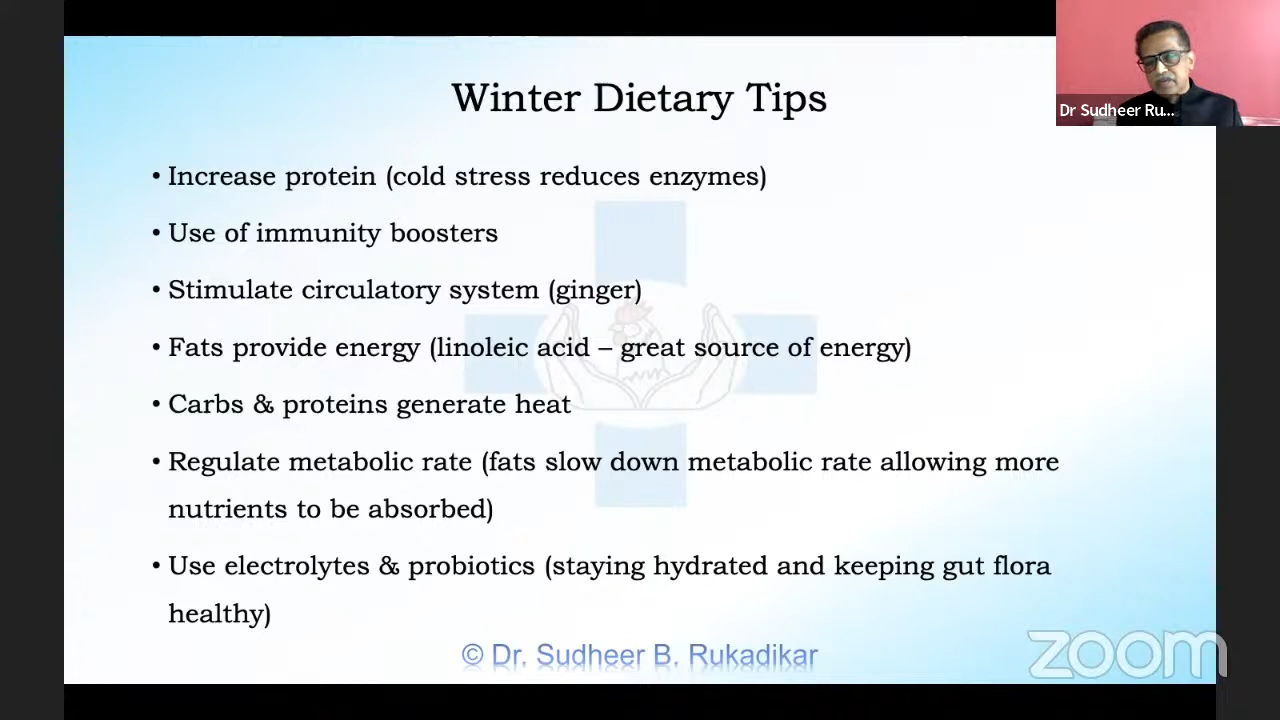 Winter Dietary Tips
Dr Sudheer Ru...
• Increase protein (cold stress reduces enzymes)
• Use of immunity boosters
• Stimulate circulatory system (ginger)
• Fats provide energy (linoleic acid – great source of energy)
• Carbs & proteins generate heat
• Regulate metabolic rate (fats slow down metabolic rate allowing more
nutrients to be absorbed)
• Use electrolytes & probiotics (staying hydrated and keeping gut flora
healthy)
© Dr. Sudheer B. Rukadikar
zoom